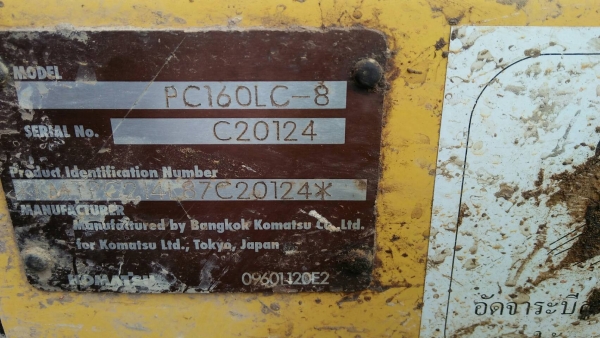 MODEL
PC160LC-8
SERIAL No.
C20124
Product Identification Number
7C20124*
MANUFACTURER
Manufactured by Bangkok Komatsu Co., Ltd.
for Komatsu Ltd., Tokyo, Japan
KOMATSU 09601120E2
อัดจาระบี